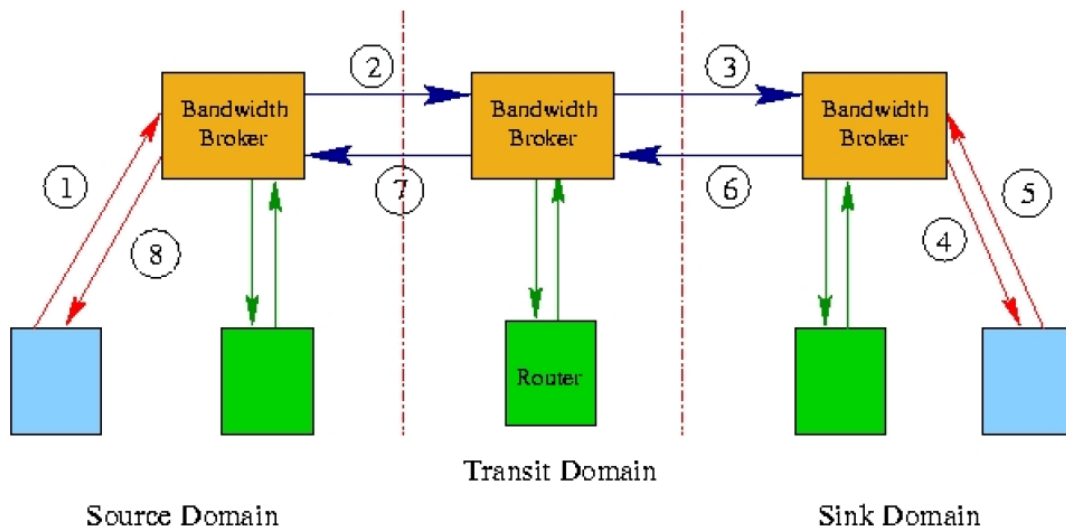 2
3
Bandwidth
Broker
Bandwidth
Broker
Bandwidth
Broker
1
7
6
5
8
4
Router
Transit Domain
Source Domain
Sink Domain